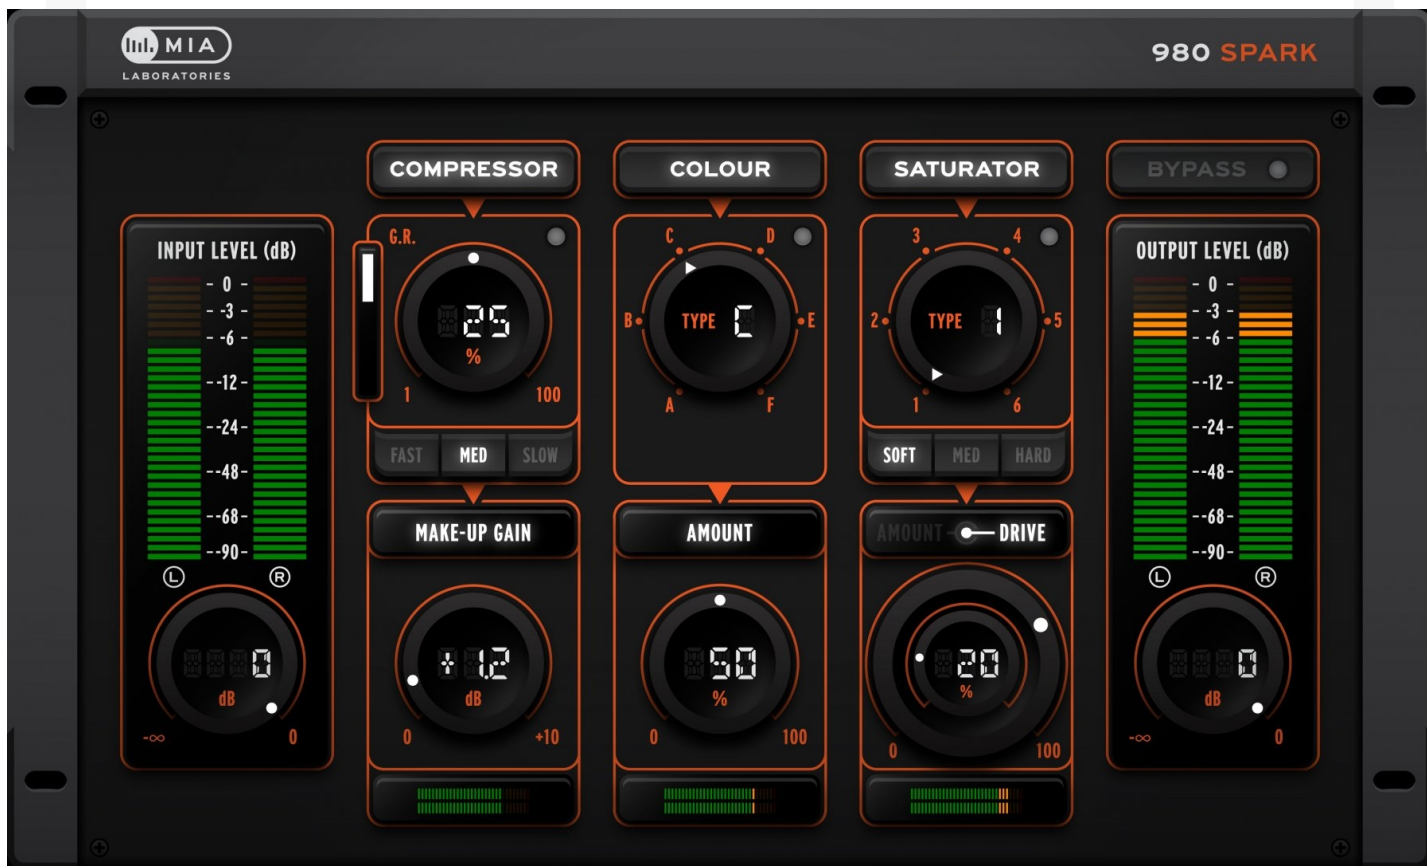 MIA
LABORATORIES
980 SPARK
COMPRESSOR
COLOUR
SATURATOR
BYPASS
INPUT LEVEL (dB)
- 0 -
- -3 -
- -6 -
--12-
--24-
--48-
--68-
--90-
L R
0
dB
-∞ 0
G.R.
25
%
1 100
FAST MED SLOW
MAKE-UP GAIN
+1.2
dB
0 +10
C D
B TYPE C E
A F
AMOUNT
50
%
0 100
3 4
2 TYPE 1 5
1 6
SOFT MED HARD
AMOUNT DRIVE
20
%
0 100
OUTPUT LEVEL (dB)
- 0 -
- -3 -
- -6 -
--12-
--24-
--48-
--68-
--90-
L R
0
dB
-∞ 0